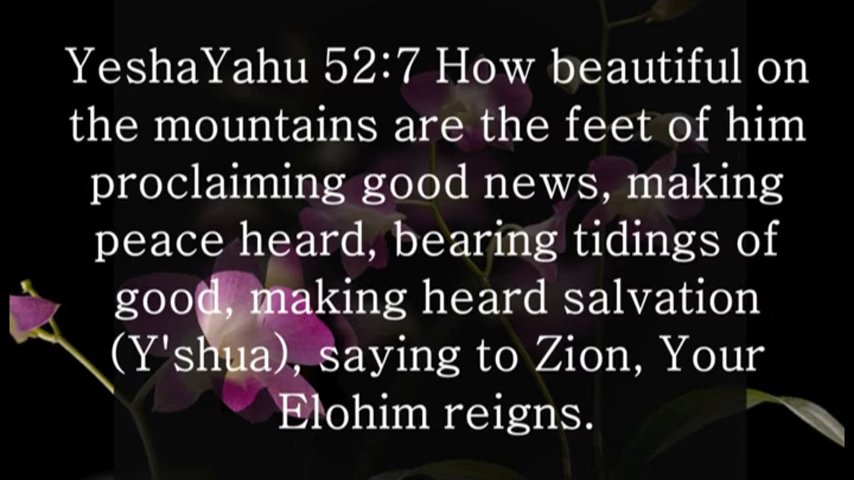 YeshaYahu 52:7 How beautiful on
the mountains are the feet of him
proclaiming good news, making
peace heard, bearing tidings of
good, making heard salvation
(Y'shua), saying to Zion, Your
Elohim reigns.